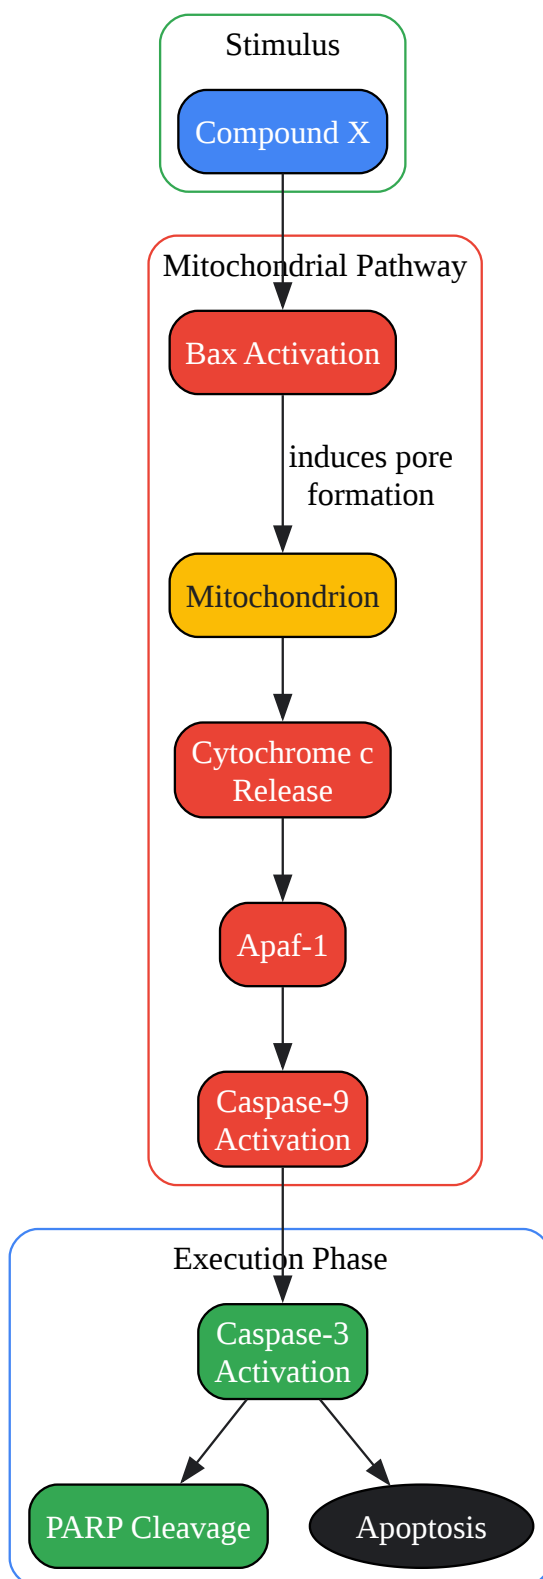 Stimulus
Compound X
Mitochondrial Pathway
Bax Activation
induces pore
formation
Mitochondrion
Cytochrome c
Release
Apaf-1
Caspase-9
Activation
Execution Phase
Caspase-3
Activation
PARP Cleavage
Apoptosis